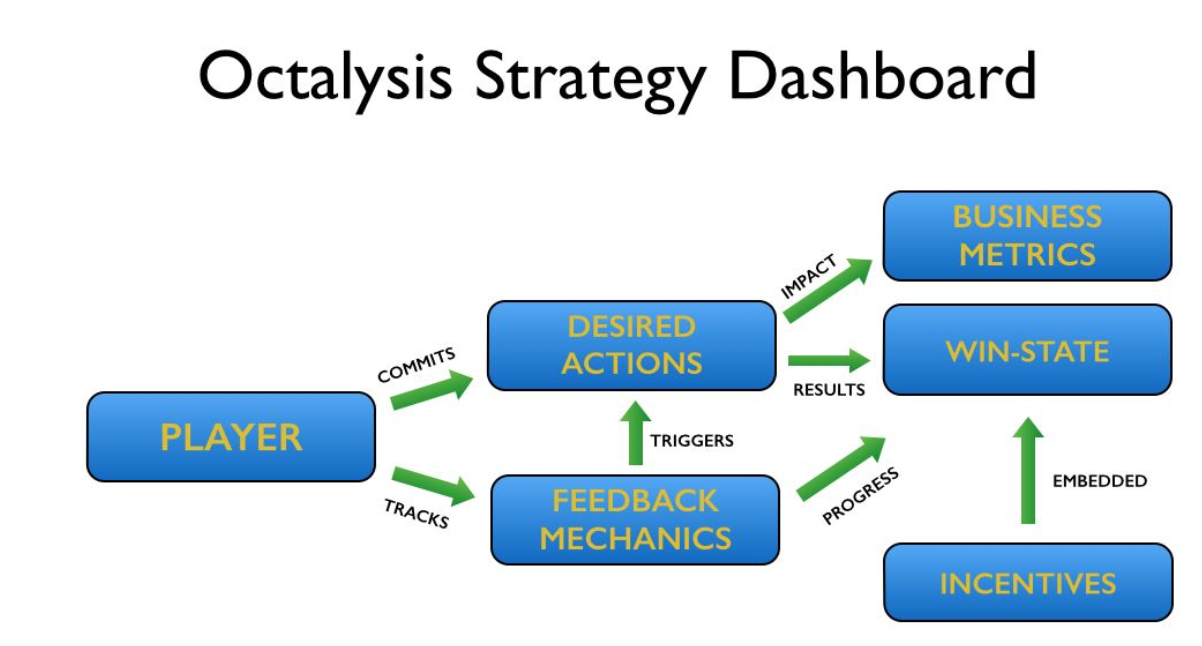 Octalysis Strategy Dashboard
BUSINESS
METRICS
IMPACT
DESIRED
ACTIONS
WIN-STATE
COMMITS
RESULTS
PLAYER
TRIGGERS
PROGRESS
EMBEDDED
TRACKS
FEEDBACK
MECHANICS
INCENTIVES